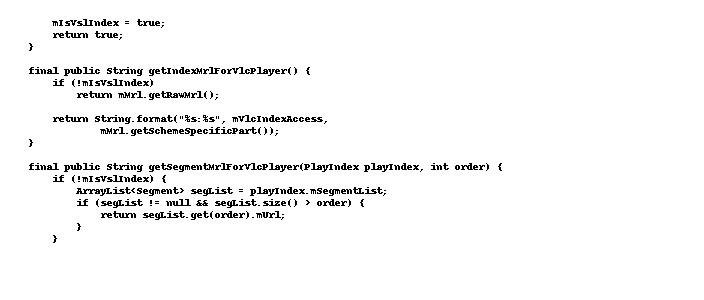 mIsVslIndex = true;
return true;
}
final public String getIndexMrlForVlcPlayer() {
if (!mIsVslIndex)
return mMrl.getRawMrl();
return String.format("%s:%s", mVlcIndexAccess,
mMrl.getSchemeSpecificPart());
}
final public String getSegmentMrlForVlcPlayer(PlayIndex playIndex, int order) {
if (!mIsVslIndex) {
ArrayList<Segment> segList = playIndex.mSegmentList;
if (segList != null && segList.size() > order) {
return segList.get(order).mUrl;
}
}